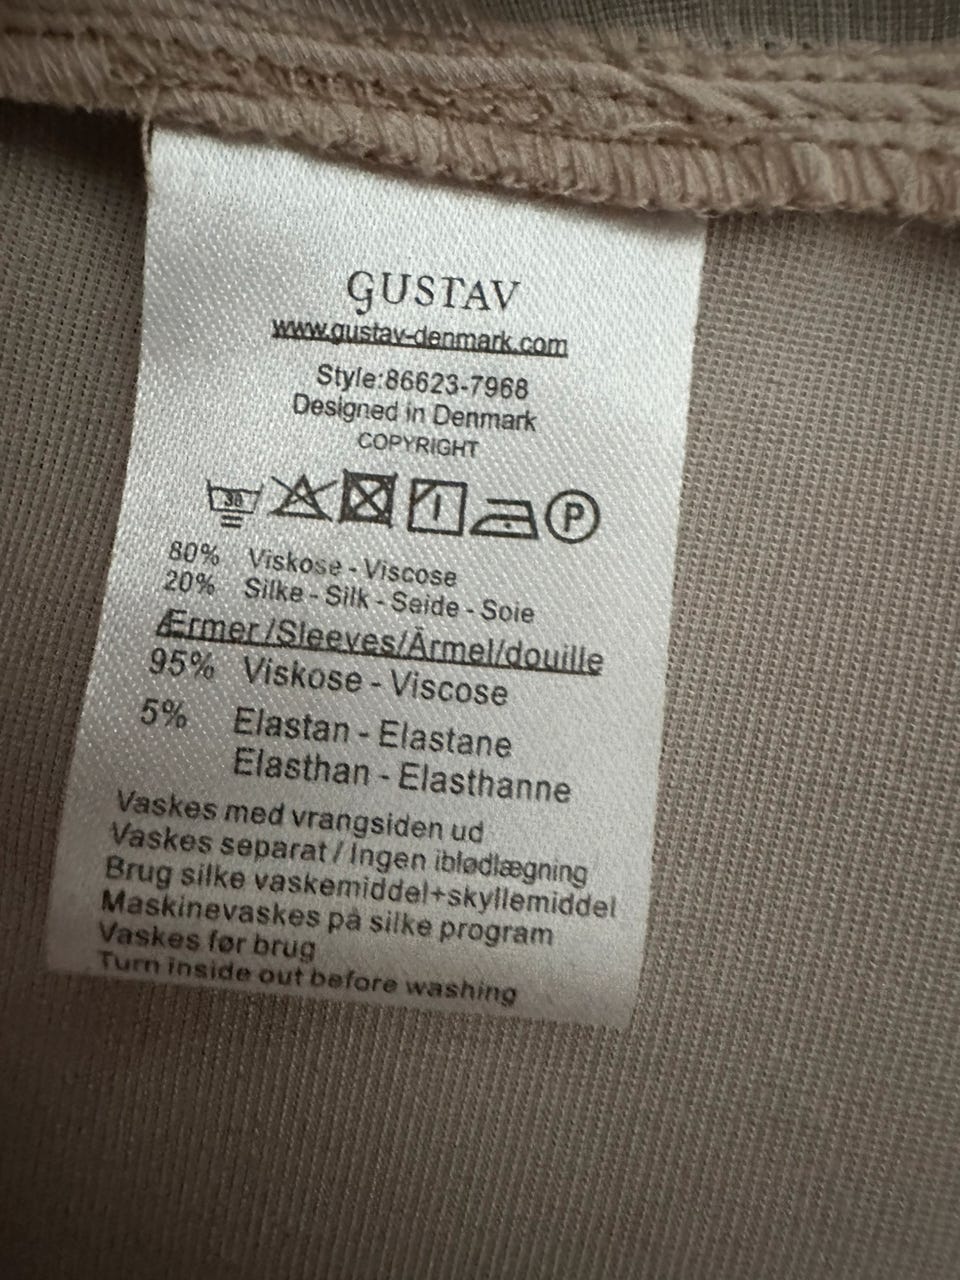 GUSTAV
www.gustav-denmark.com
Style:86623-7968
Designed in Denmark
COPYRIGHT
30 P
80% Viskose - Viscose
20% Silke - Silk - Seide - Soie
Ærmer/Sleeves/Ärmel/douille
95% Viskose - Viscose
5% Elastan - Elastane
Elasthan - Elasthanne
Vaskes med vrangsiden ud
Vaskes separat / Ingen iblødlægning
Brug silke vaskemiddel+skyllemiddel
Maskinevaskes på silke program
Vaskes før brug
Turn inside out before washing